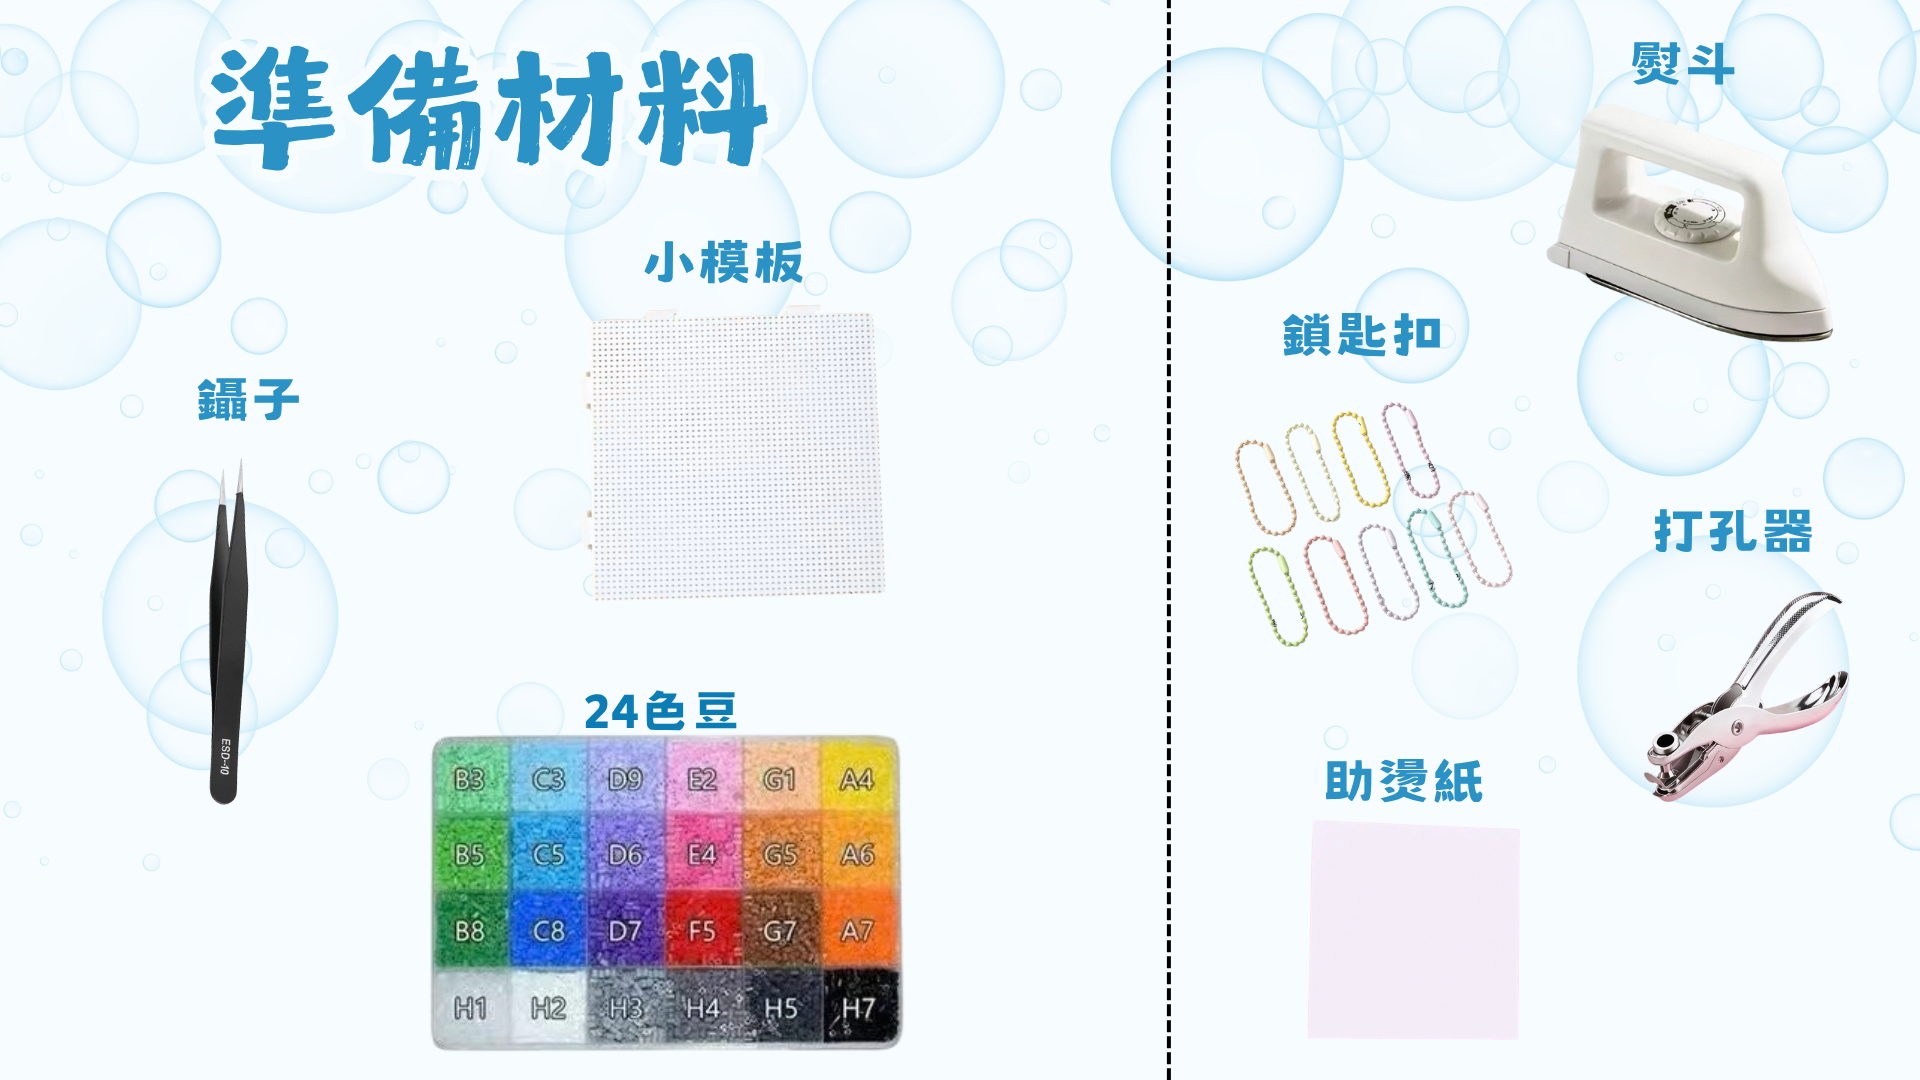 準備材料
小模板
鑷子
ESD-10
24色豆
B3 C3 D9 E2 G1 A4
B5 C5 D6 E4 G5 A6
B8 C8 D7 F5 G7 A7
H1 H2 H3 H4 H5 H7
熨斗
鎖匙扣
打孔器
助燙紙